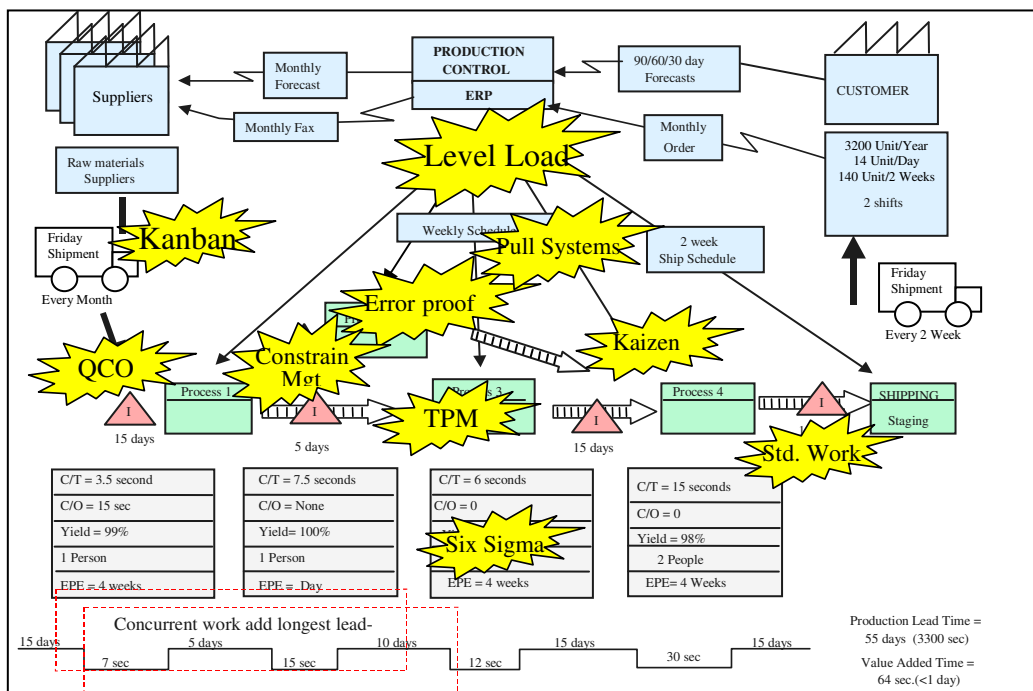 Suppliers
Monthly
Forecast
Monthly Fax
PRODUCTION
CONTROL
ERP
90/60/30 day
Forecasts
Monthly
Order
CUSTOMER
3200 Unit/Year
14 Unit/Day
140 Unit/2 Weeks
2 shifts
Raw materials
Suppliers
Level Load
Kanban
Friday
Shipment
Every Month
Weekly Schedule
Pull Systems
2 week
Ship Schedule
Friday
Shipment
Every 2 Week
Error proof
Kaizen
QCO
Constrain
Mgt
Process 1
I
15 days
I
5 days
Process 3
TPM
I
15 days
Process 4
I
SHIPPING
Staging
Std. Work
C/T = 3.5 second
C/O = 15 sec
Yield = 99%
1 Person
EPE = 4 weeks
C/T = 7.5 seconds
C/O = None
Yield= 100%
1 Person
EPE = Day
C/T = 6 seconds
C/O = 0
Six Sigma
EPE = 4 weeks
C/T = 15 seconds
C/O = 0
Yield = 98%
2 People
EPE= 4 Weeks
Concurrent work add longest lead-
15 days
5 days
10 days
15 days
15 days
7 sec
15 sec
12 sec
30 sec
Production Lead Time =
55 days (3300 sec)
Value Added Time =
64 sec.(<1 day)